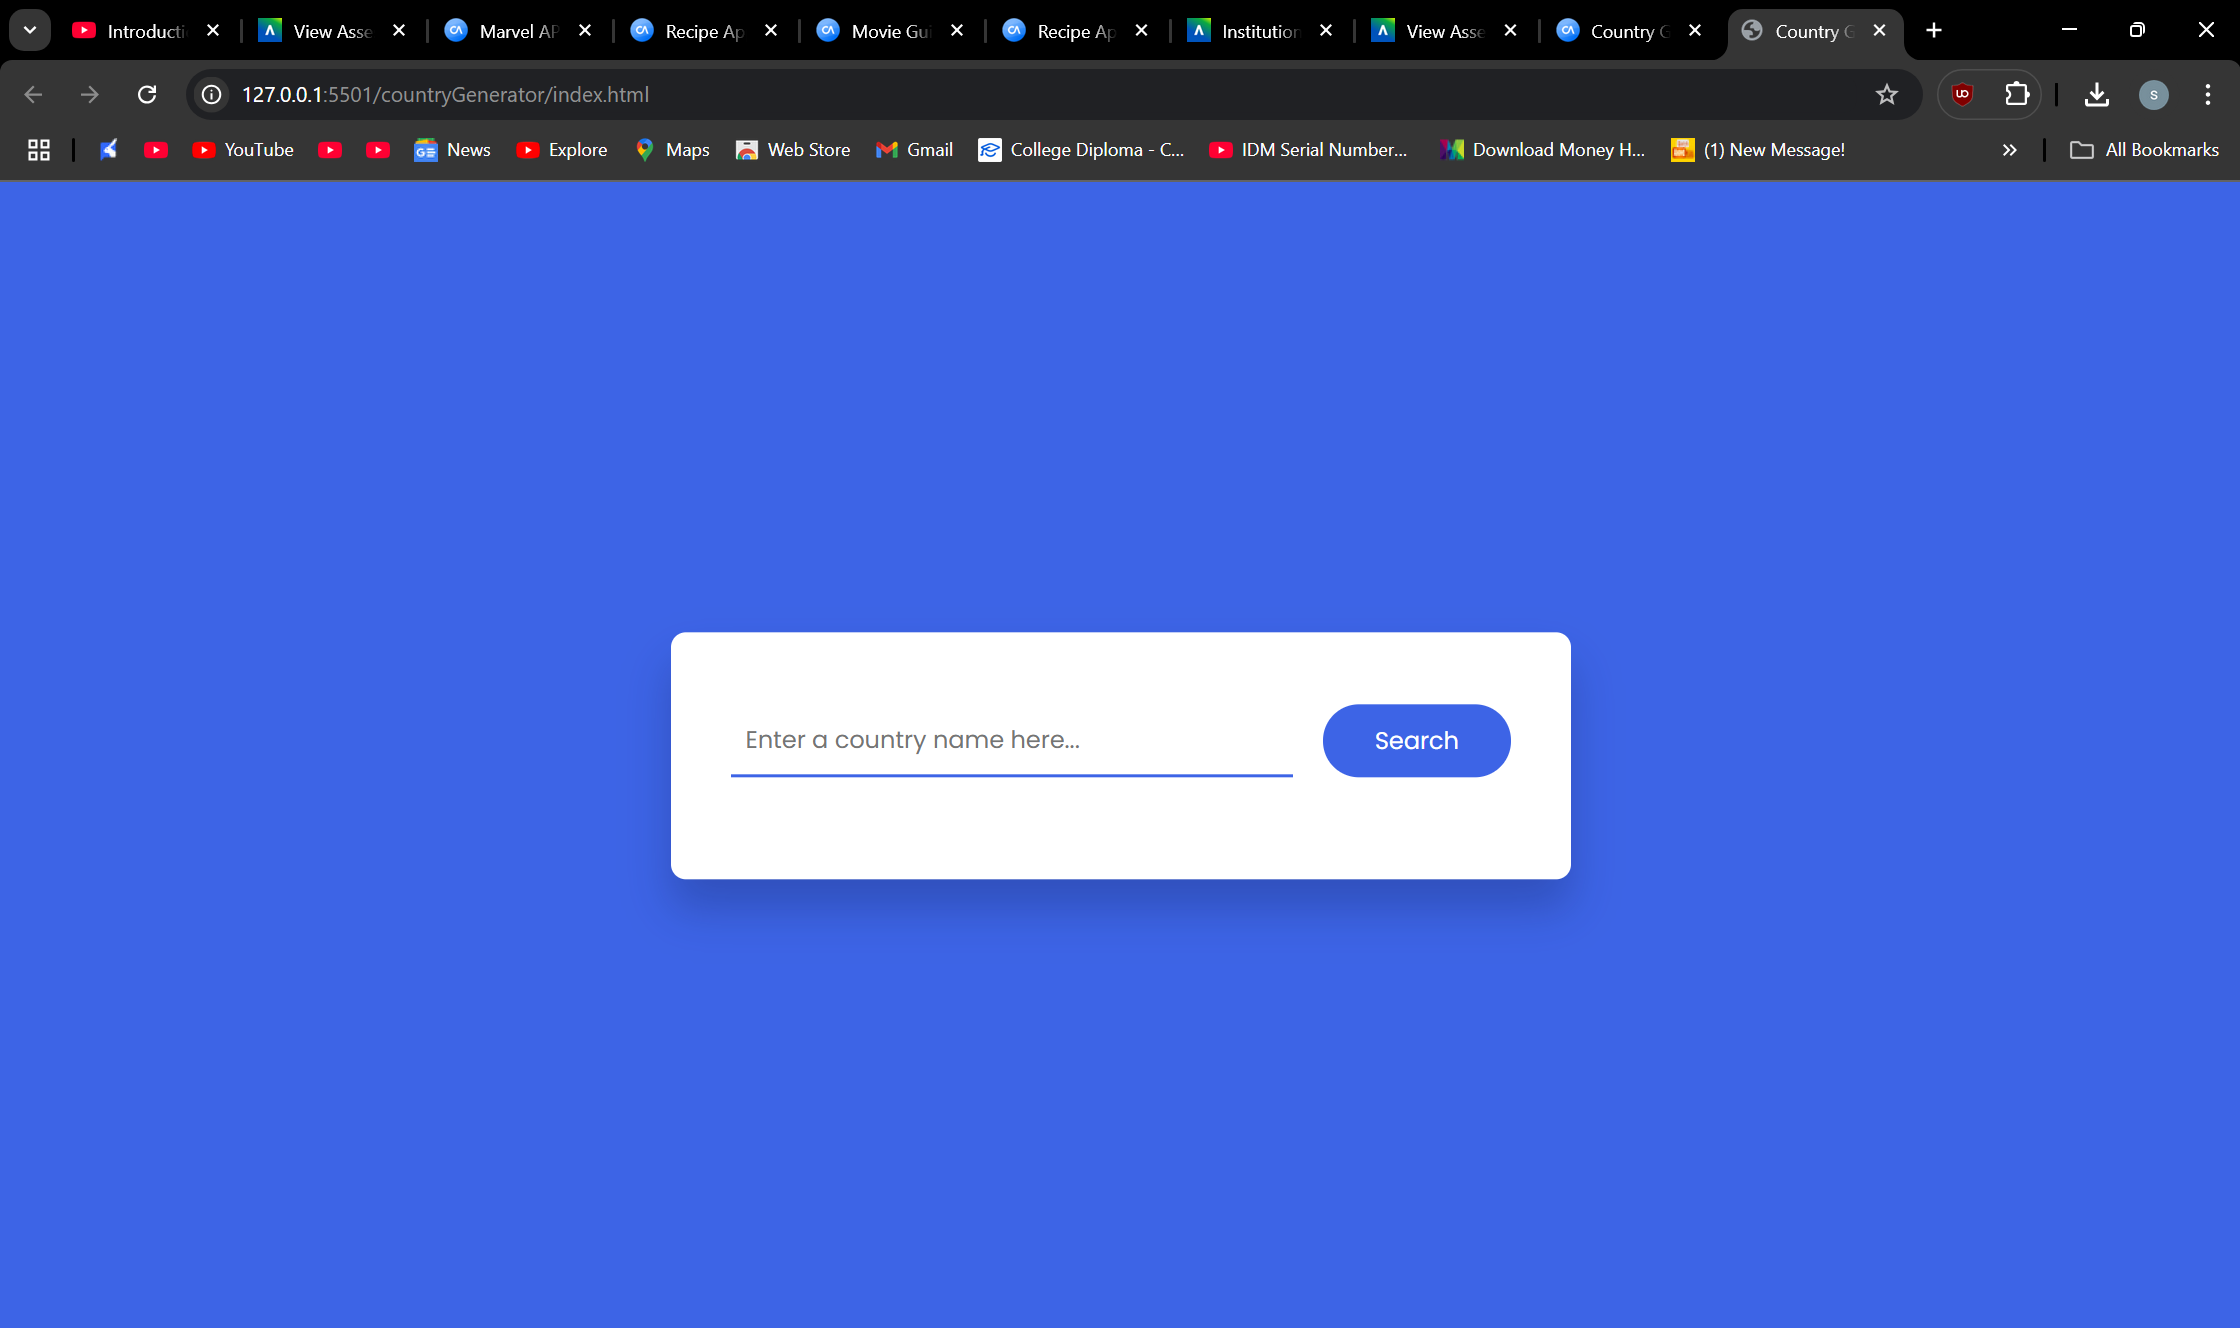 Introducti
View Asse
Marvel AP
Recipe Ap
Movie Gui
Recipe Ap
Institution
View Asse
Country G
Country G
127.0.0.1:5501/countryGenerator/index.html
S
YouTube
News
Explore
Maps
Web Store
Gmail
College Diploma - C...
IDM Serial Number...
Download Money H...
(1) New Message!
All Bookmarks
Enter a country name here...
Search